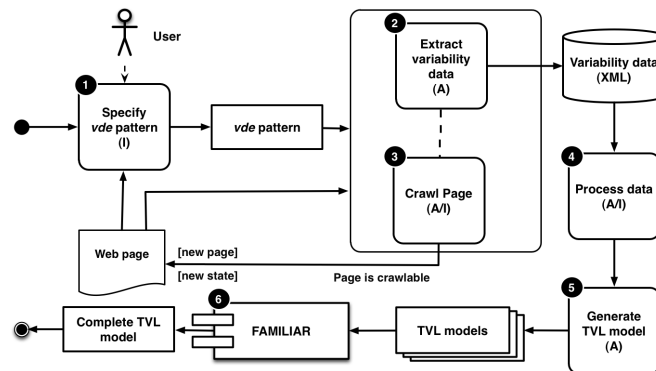 User
1
Specify
vde pattern
(I)
vde pattern
2
Extract
variability
data
(A)
Variability data
(XML)
3
Crawl Page
(A/I)
4
Process data
(A/I)
Web page
[new page]
[new state]
Page is crawlable
5
Generate
TVL model
(A)
TVL models
6
FAMILIAR
Complete TVL
model